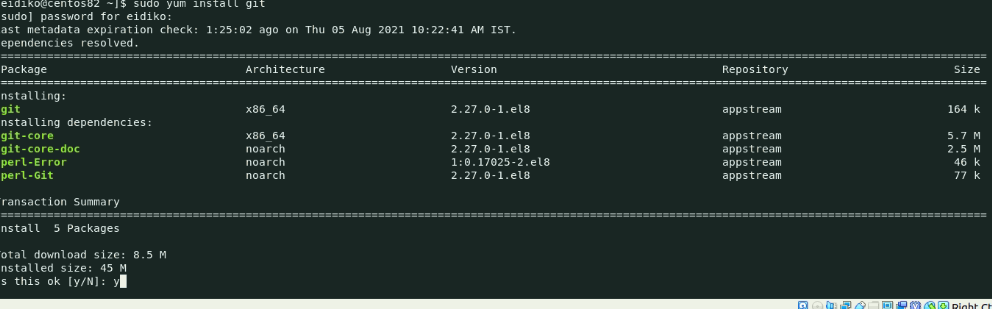 eidiko@centos82 ~]$ sudo yum install git
sudo] password for eidiko:
ast metadata expiration check: 1:25:02 ago on Thu 05 Aug 2021 10:22:41 AM IST.
ependencies resolved.
Package Architecture Version Repository Size
nstalling:
git x86_64 2.27.0-1.el8 appstream 164 k
nstalling dependencies:
git-core x86_64 2.27.0-1.el8 appstream 5.7 M
git-core-doc noarch 2.27.0-1.el8 appstream 2.5 M
perl-Error noarch 1:0.17025-2.el8 appstream 46 k
perl-Git noarch 2.27.0-1.el8 appstream 77 k
ransaction Summary
nstall 5 Packages
otal download size: 8.5 M
nstalled size: 45 M
s this ok [y/N]: y
Right Ct